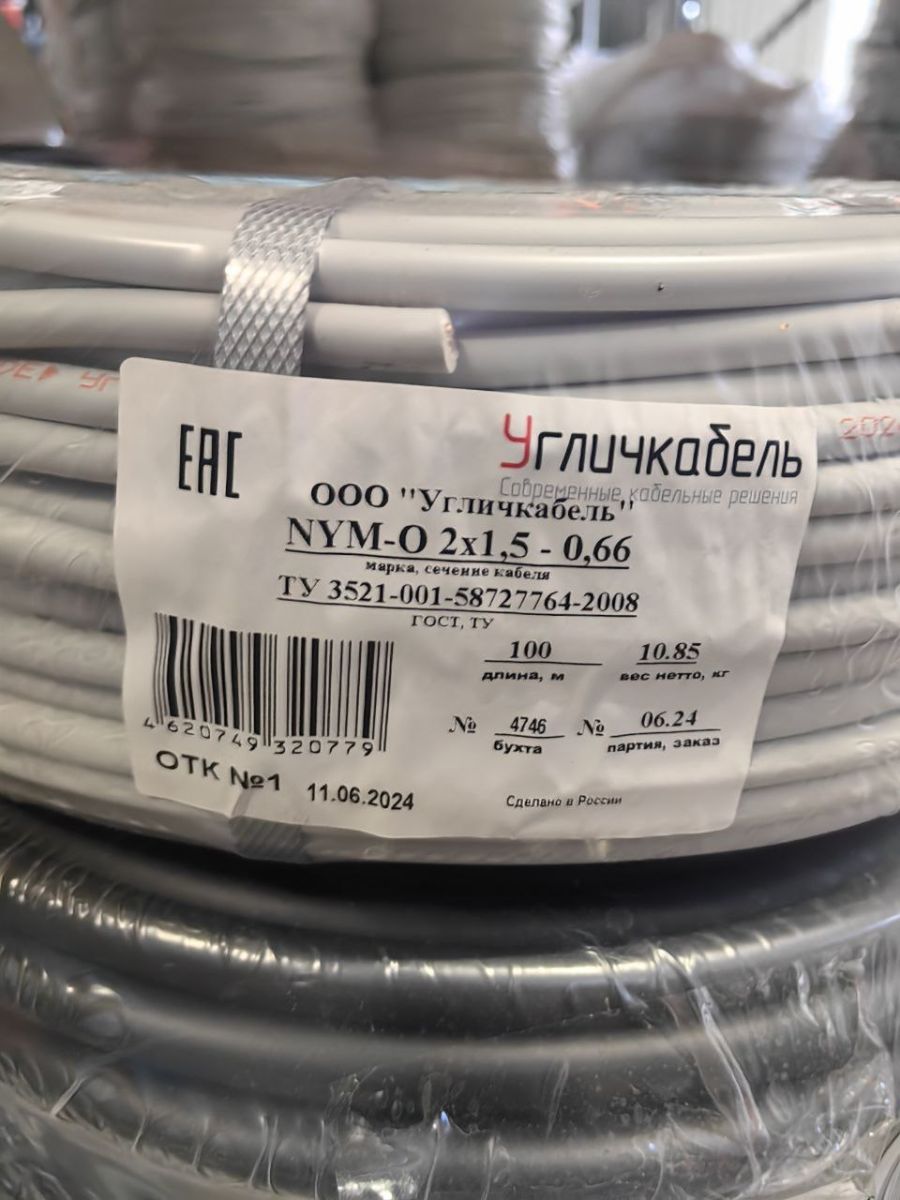 EAC
Угличкабель
Современные кабельные решения
ООО "Угличкабель"
NYM-O 2x1,5 - 0,66
марка, сечение кабеля
ТУ 3521-001-58727764-2008
ГОСТ, ТУ
100 10.85
длина, м вес нетто, кг
№ 4746 № 06.24
бухта партия, заказ
4 620749 320779
ОТК №1 11.06.2024
Сделано в России